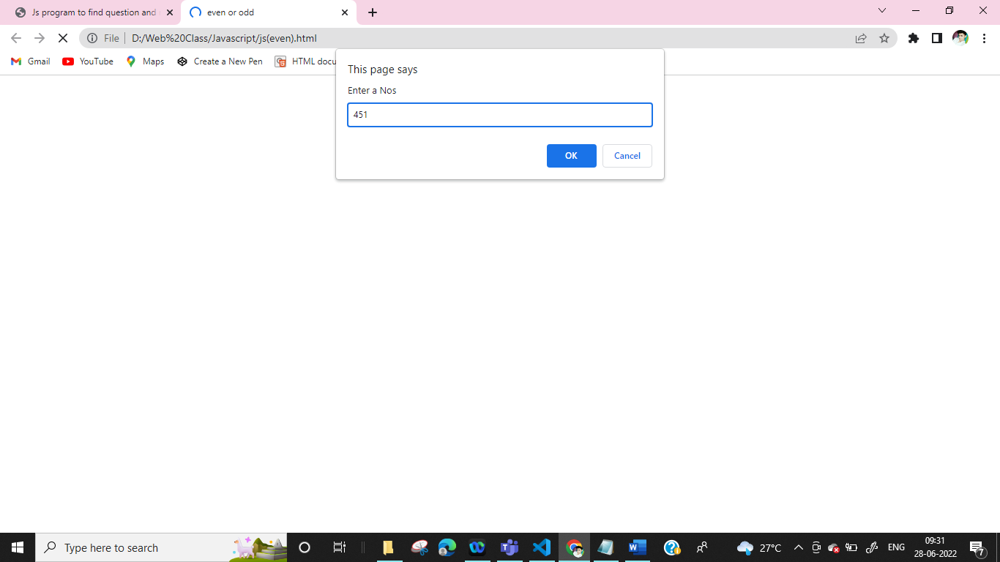 Js program to find question and
even or odd
File
D:/Web%20Class/Javascript/js(even).html
Gmail YouTube Maps Create a New Pen HTML docu
This page says
Enter a Nos
451
OK Cancel
Type here to search
27°C ENG 09:31
28-06-2022
7